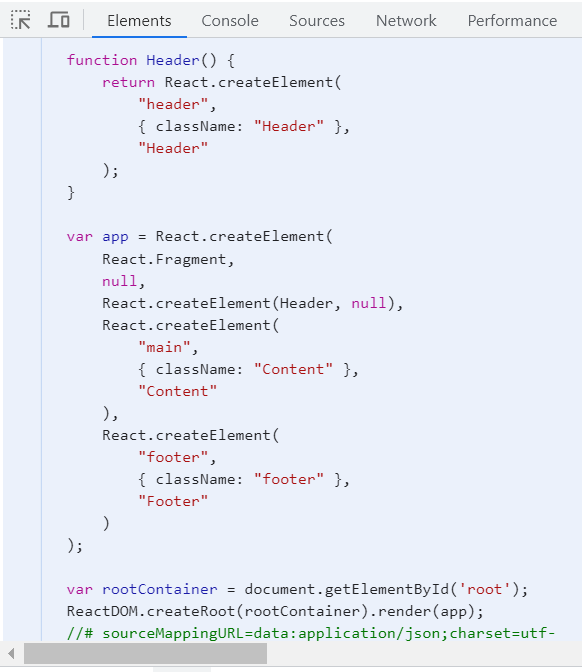 Elements Console Sources Network Performance
function Header() {
    return React.createElement(
        "header",
        { className: "Header" },
        "Header"
    );
}
var app = React.createElement(
    React.Fragment,
    null,
    React.createElement(Header, null),
    React.createElement(
        "main",
        { className: "Content" },
        "Content"
    ),
    React.createElement(
        "footer",
        { className: "footer" },
        "Footer"
    )
);
var rootContainer = document.getElementById('root');
ReactDOM.createRoot(rootContainer).render(app);
//# sourceMappingURL=data:application/json;charset=utf-